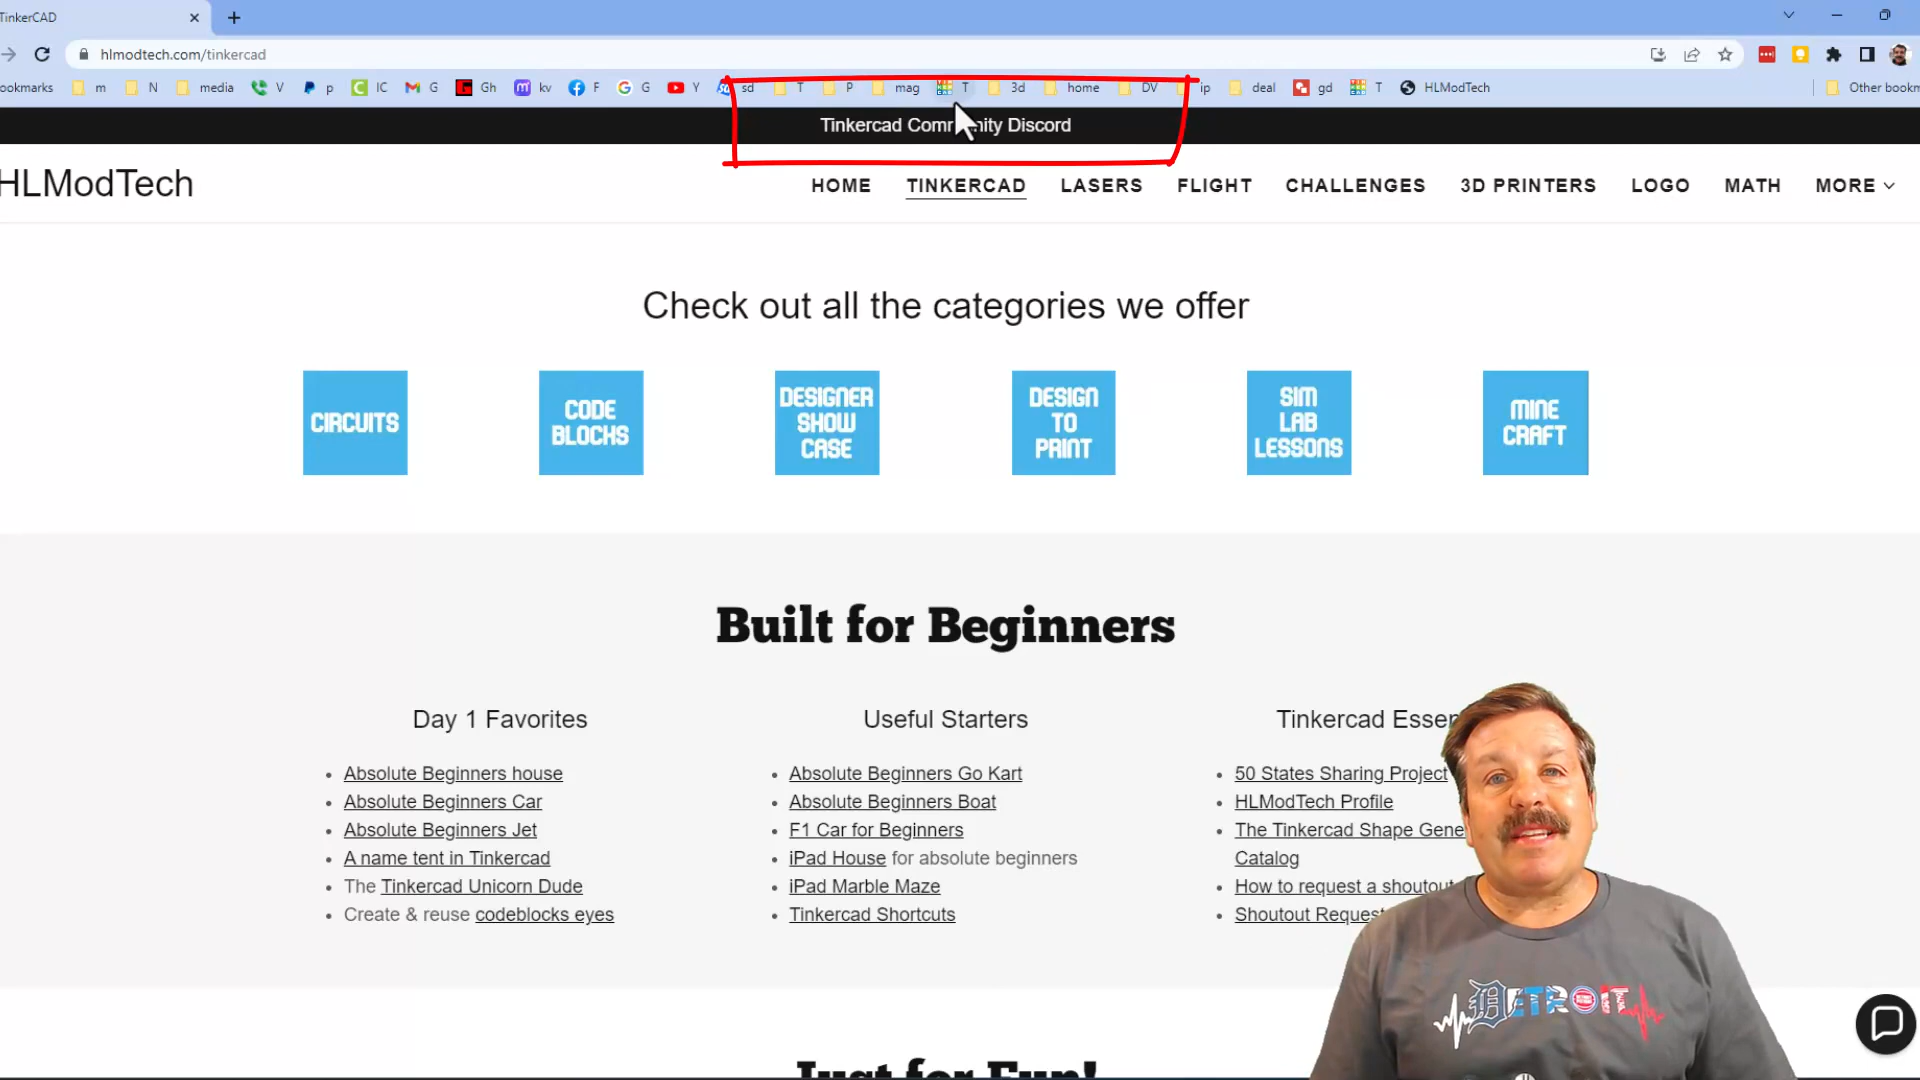 TinkerCAD
hlmodtech.com/tinkercad
ookmarks m N media V p IC G Gh kv F G Y sd T P mag T 3d home DV ip deal gd T HLModTech Other bookm
Tinkercad Comm nity Discord
HLModTech
HOME TINKERCAD LASERS FLIGHT CHALLENGES 3D PRINTERS LOGO MATH MORE
Check out all the categories we offer
CIRCUITS
CODE
BLOCKS
DESIGNER
SHOW
CASE
DESIGN
TO
PRINT
SIM
LAB
LESSONS
MINE
CRAFT
Built for Beginners
Day 1 Favorites
Absolute Beginners house
Absolute Beginners Car
Absolute Beginners Jet
A name tent in Tinkercad
The Tinkercad Unicorn Dude
Create & reuse codeblocks eyes
Useful Starters
Absolute Beginners Go Kart
Absolute Beginners Boat
F1 Car for Beginners
iPad House for absolute beginners
iPad Marble Maze
Tinkercad Shortcuts
Tinkercad Essen
50 States Sharing Project
HLModTech Profile
The Tinkercad Shape Gene
Catalog
How to request a shoutout
Shoutout Request
DETROIT
Just for Fun!